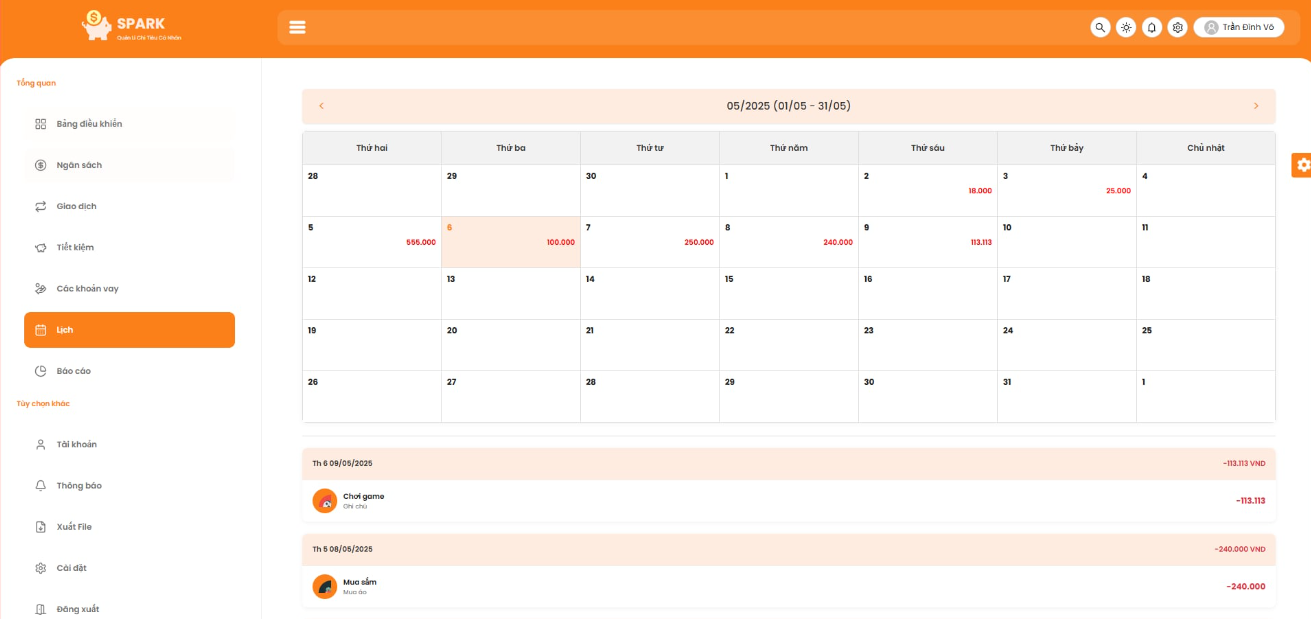 SPARK
Quản Lí Chi Tiêu Cá Nhân
Trần Đình Võ
Tổng quan
Bảng điều khiển
Ngân sách
Giao dịch
Tiết kiệm
Các khoản vay
Lịch
Báo cáo
Tùy chọn khác
Tài khoản
Thông báo
Xuất File
Cài đặt
Đăng xuất
05/2025 (01/05 - 31/05)
Thứ hai Thứ ba Thứ tư Thứ năm Thứ sáu Thứ bảy Chủ nhật
28 29 30 1 2 3 4
18.000 25.000
5 6 7 8 9 10 11
555.000 100.000 250.000 240.000 113.113
12 13 14 15 16 17 18
19 20 21 22 23 24 25
26 27 28 29 30 31 1
Th 6 09/05/2025 -113.113 VND
Chơi game
Ghi chú
-113.113
Th 5 08/05/2025 -240.000 VND
Mua sắm
Mua áo
-240.000